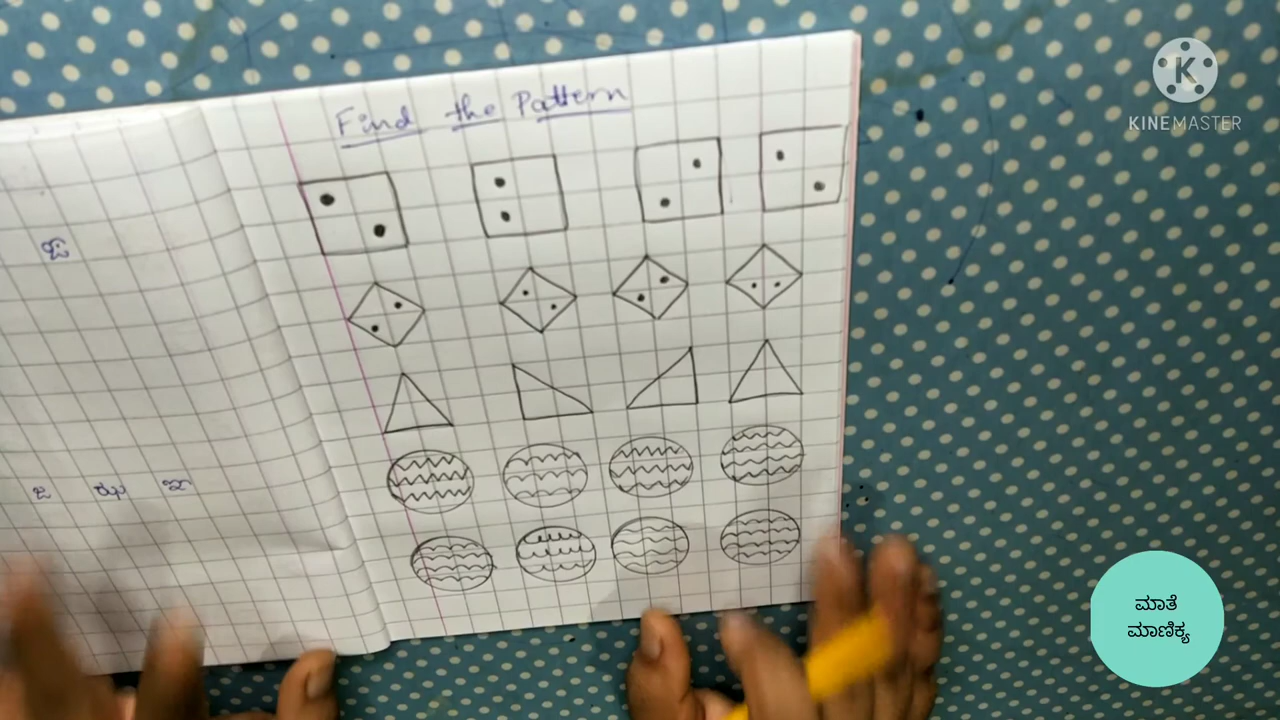 Find the Pattern
ಜ ಝ ಞ
K
KINEMASTER
ಮಾತೆ
ಮಾಣಿಕ್ಯ